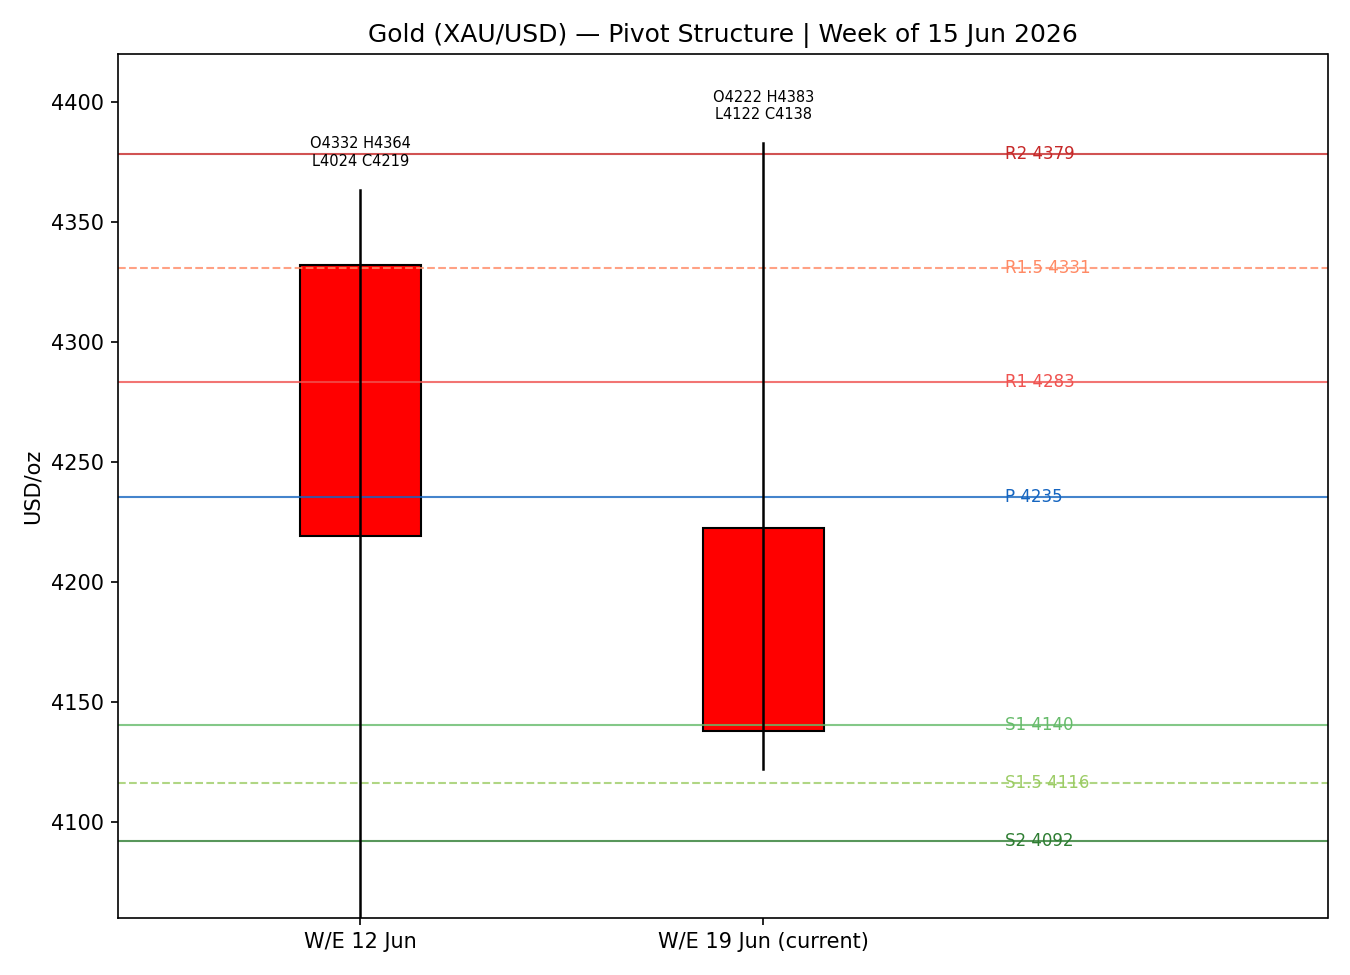 Gold (XAU/USD) — Pivot Structure | Week of 15 Jun 2026
O4222 H4383
L4122 C4138
O4332 H4364
L4024 C4219
R2 4379
R1.5 4331
R1 4283
P 4235
S1 4140
S1.5 4116
S2 4092
4400
4350
4300
4250
4200
4150
4100
USD/oz
W/E 12 Jun
W/E 19 Jun (current)